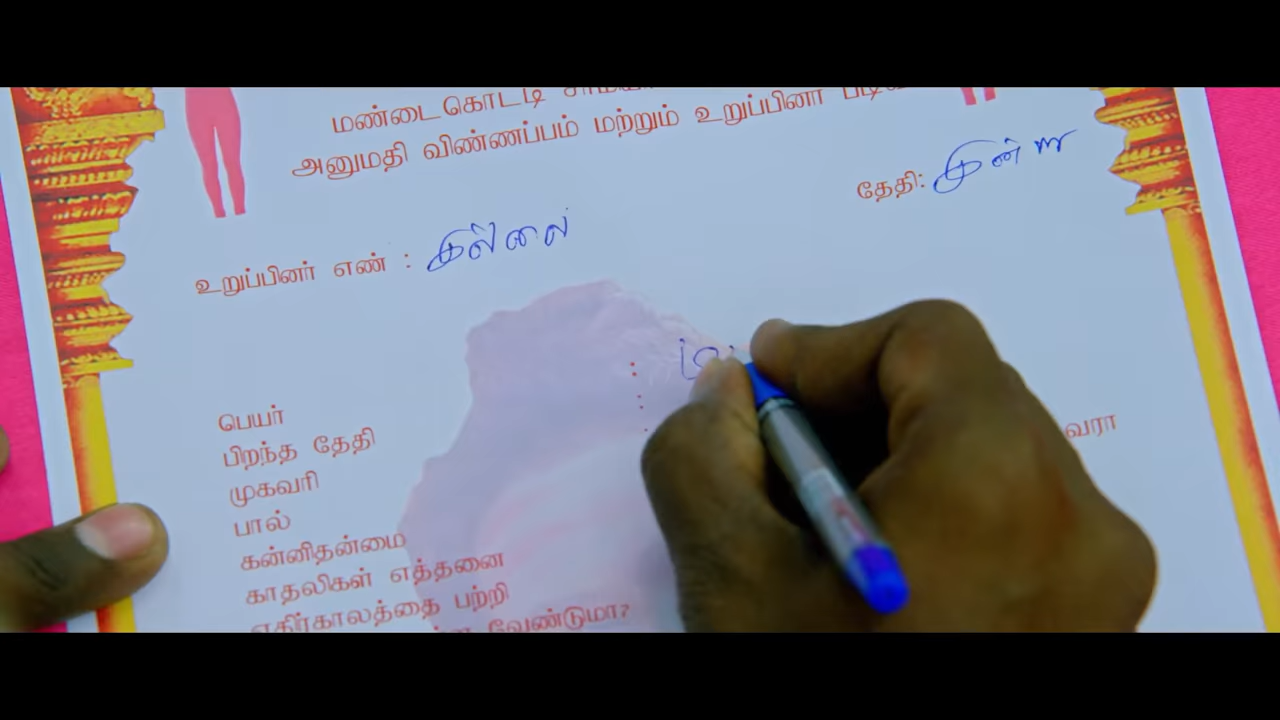 மண்டைகொட்டி
அனுமதி விண்ணப்பம் மற்றும் உறுப்பினர்
தேதி: இன்று
உறுப்பினர் எண் : இல்லை
பெயர் :
பிறந்த தேதி :
முகவரி :
பால்
கன்னிதன்மை
காதலிகள் எத்தனை
எதிர்காலத்தை பற்றி
வேண்டுமா?